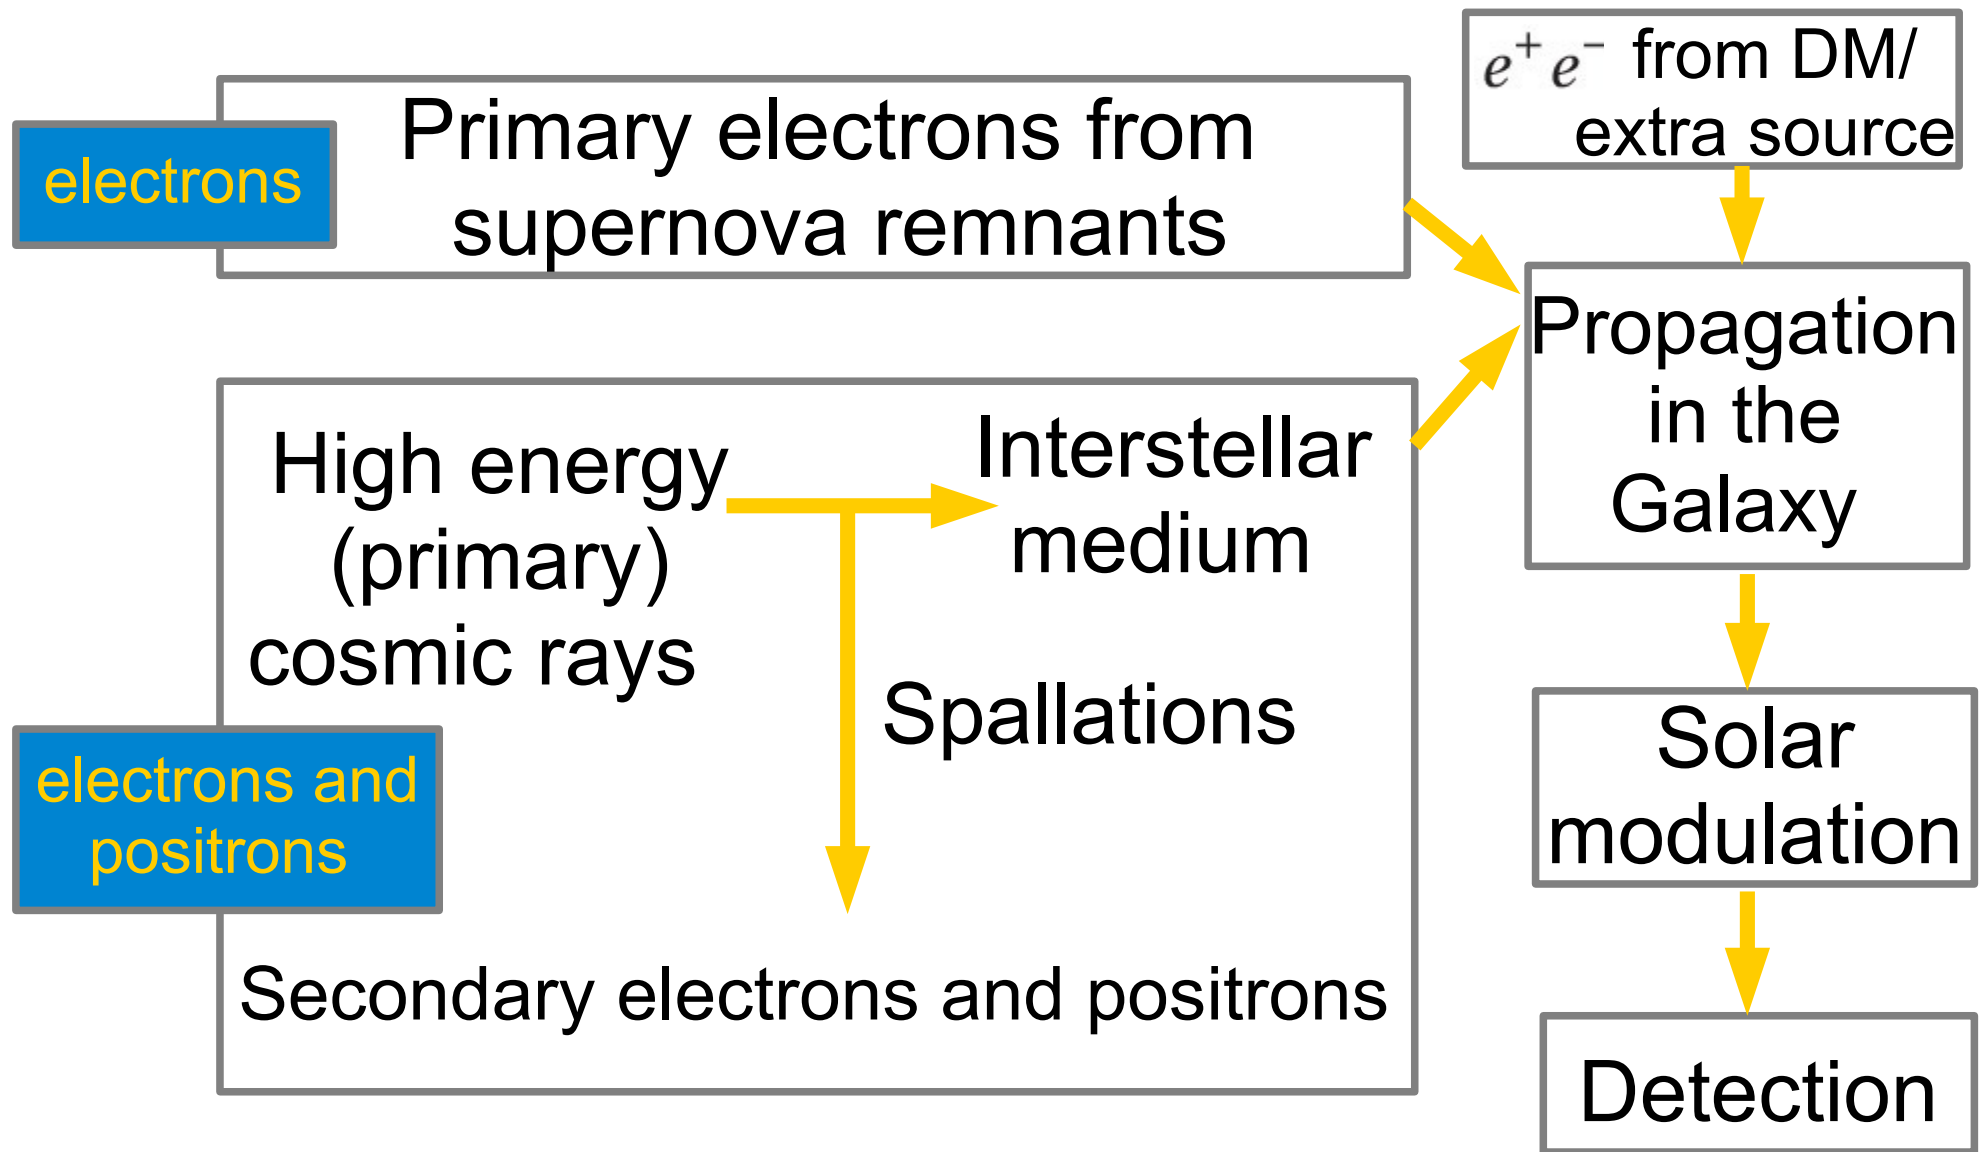 electrons
Primary electrons from
supernova remnants
e⁺ e⁻ from DM/
extra source
High energy
(primary)
cosmic rays
Interstellar
medium
Spallations
electrons and
positrons
Secondary electrons and positrons
Propagation
in the
Galaxy
Solar
modulation
Detection